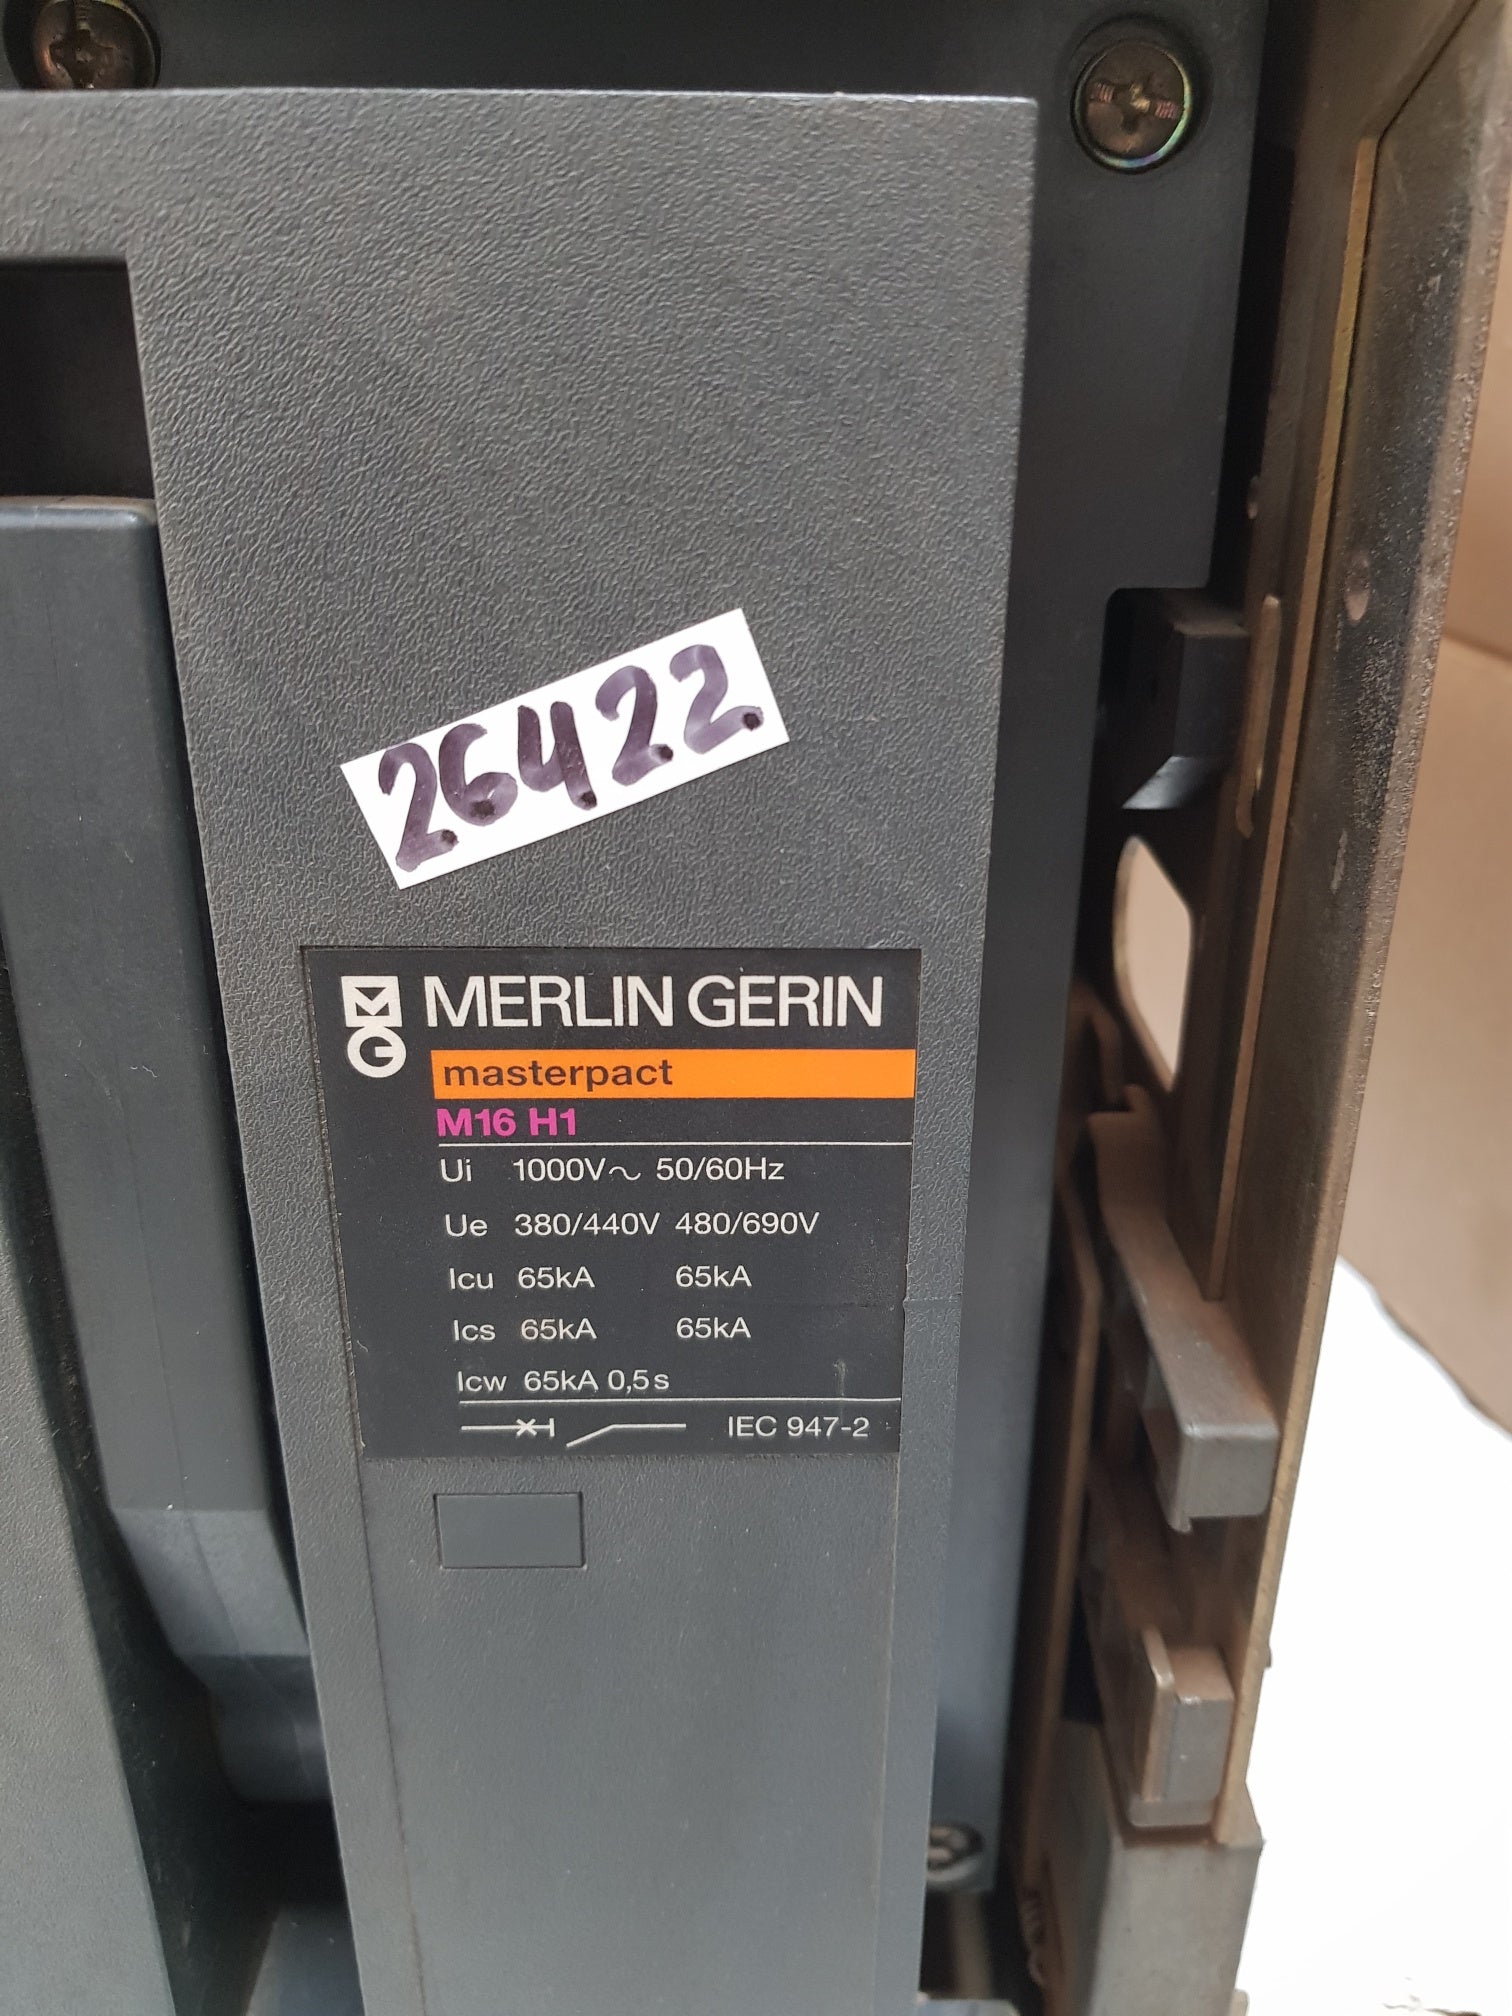 26422
MERLIN GERIN
masterpact
M16 H1
Ui 1000V~ 50/60Hz
Ue 380/440V 480/690V
Icu 65kA 65kA
Ics 65kA 65kA
Icw 65kA 0,5s
IEC 947-2